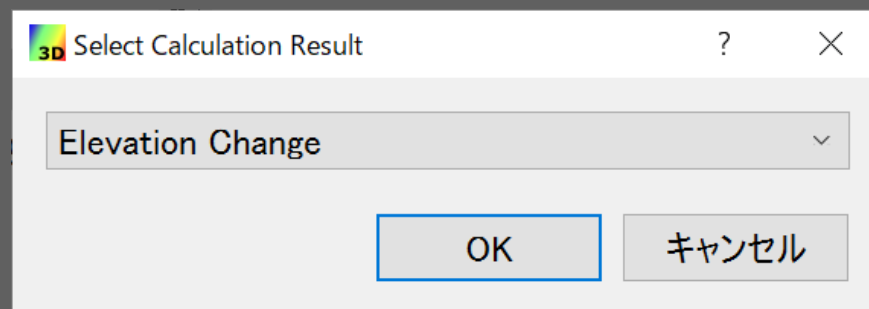 3D Select Calculation Result ?
Elevation Change
OK キャンセル